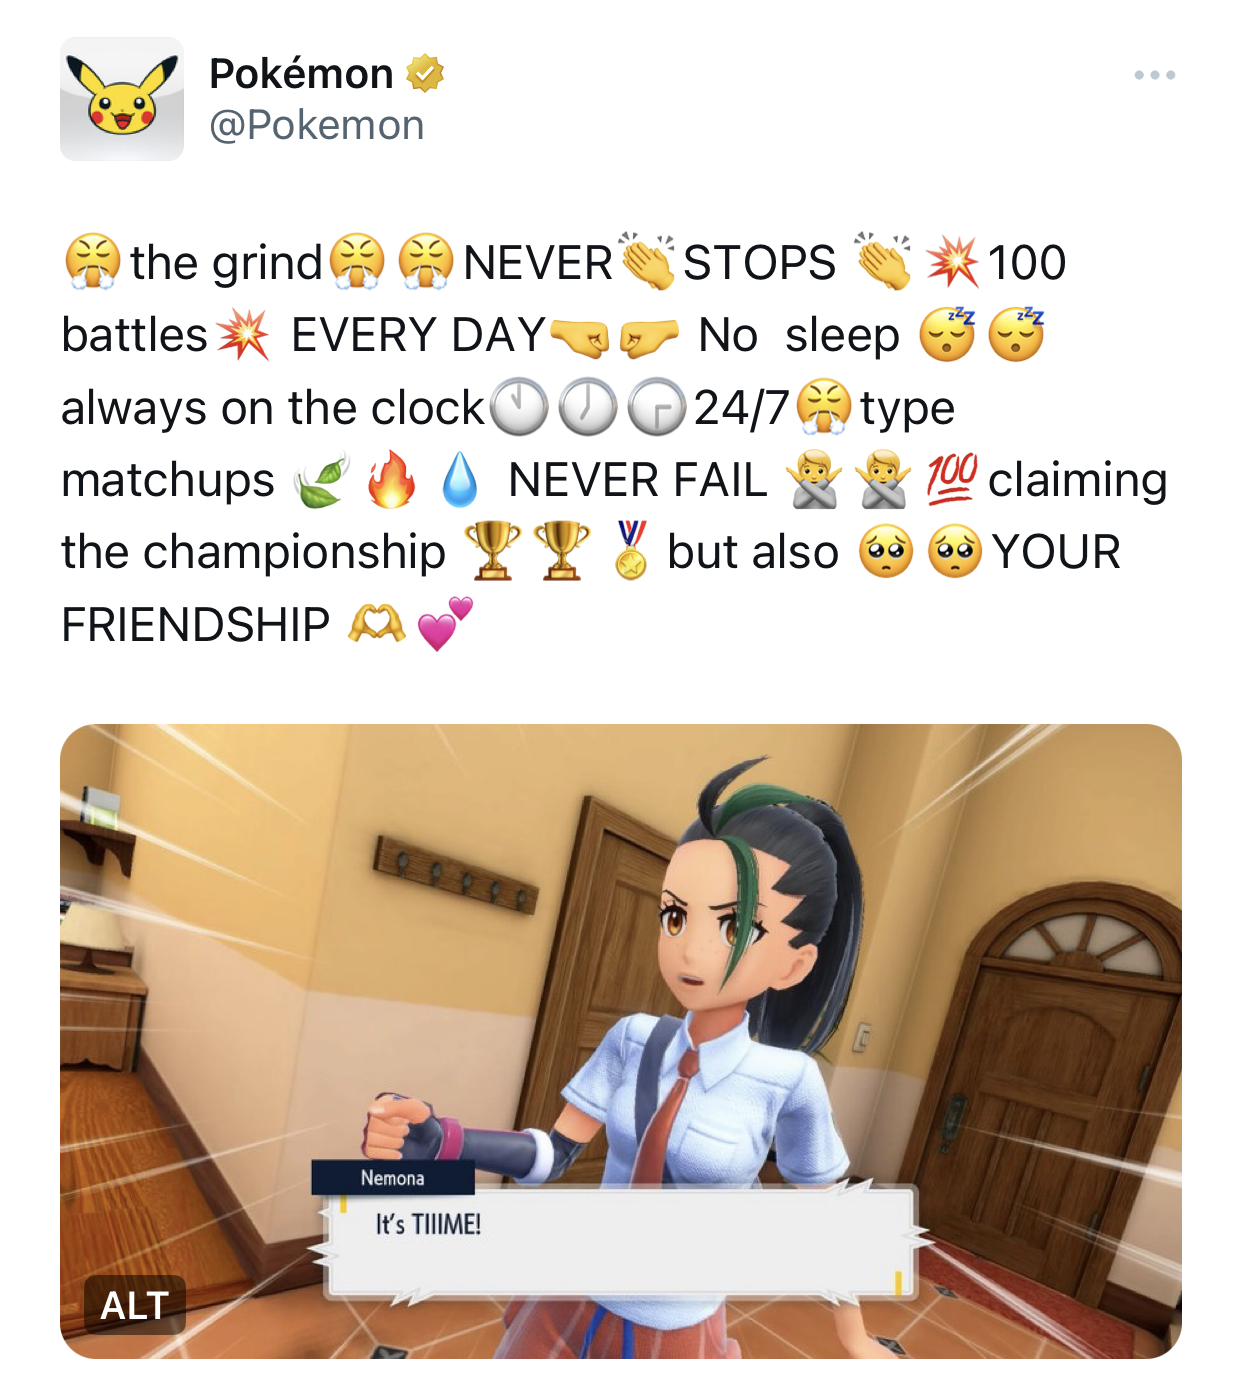 Pokémon
@Pokemon
😤the grind😤😤NEVER👏STOPS 👏💥100
battles💥 EVERY DAY🤜🤛 No  sleep 😴😴
always on the clock🕚🕖🕞24/7😤type
matchups 🍃🔥💧 NEVER FAIL 🙅🙅💯claiming
the championship 🏆🏆🏅but also 🥺🥺YOUR
FRIENDSHIP 🫶💕
Nemona
It's TIIIME!
ALT